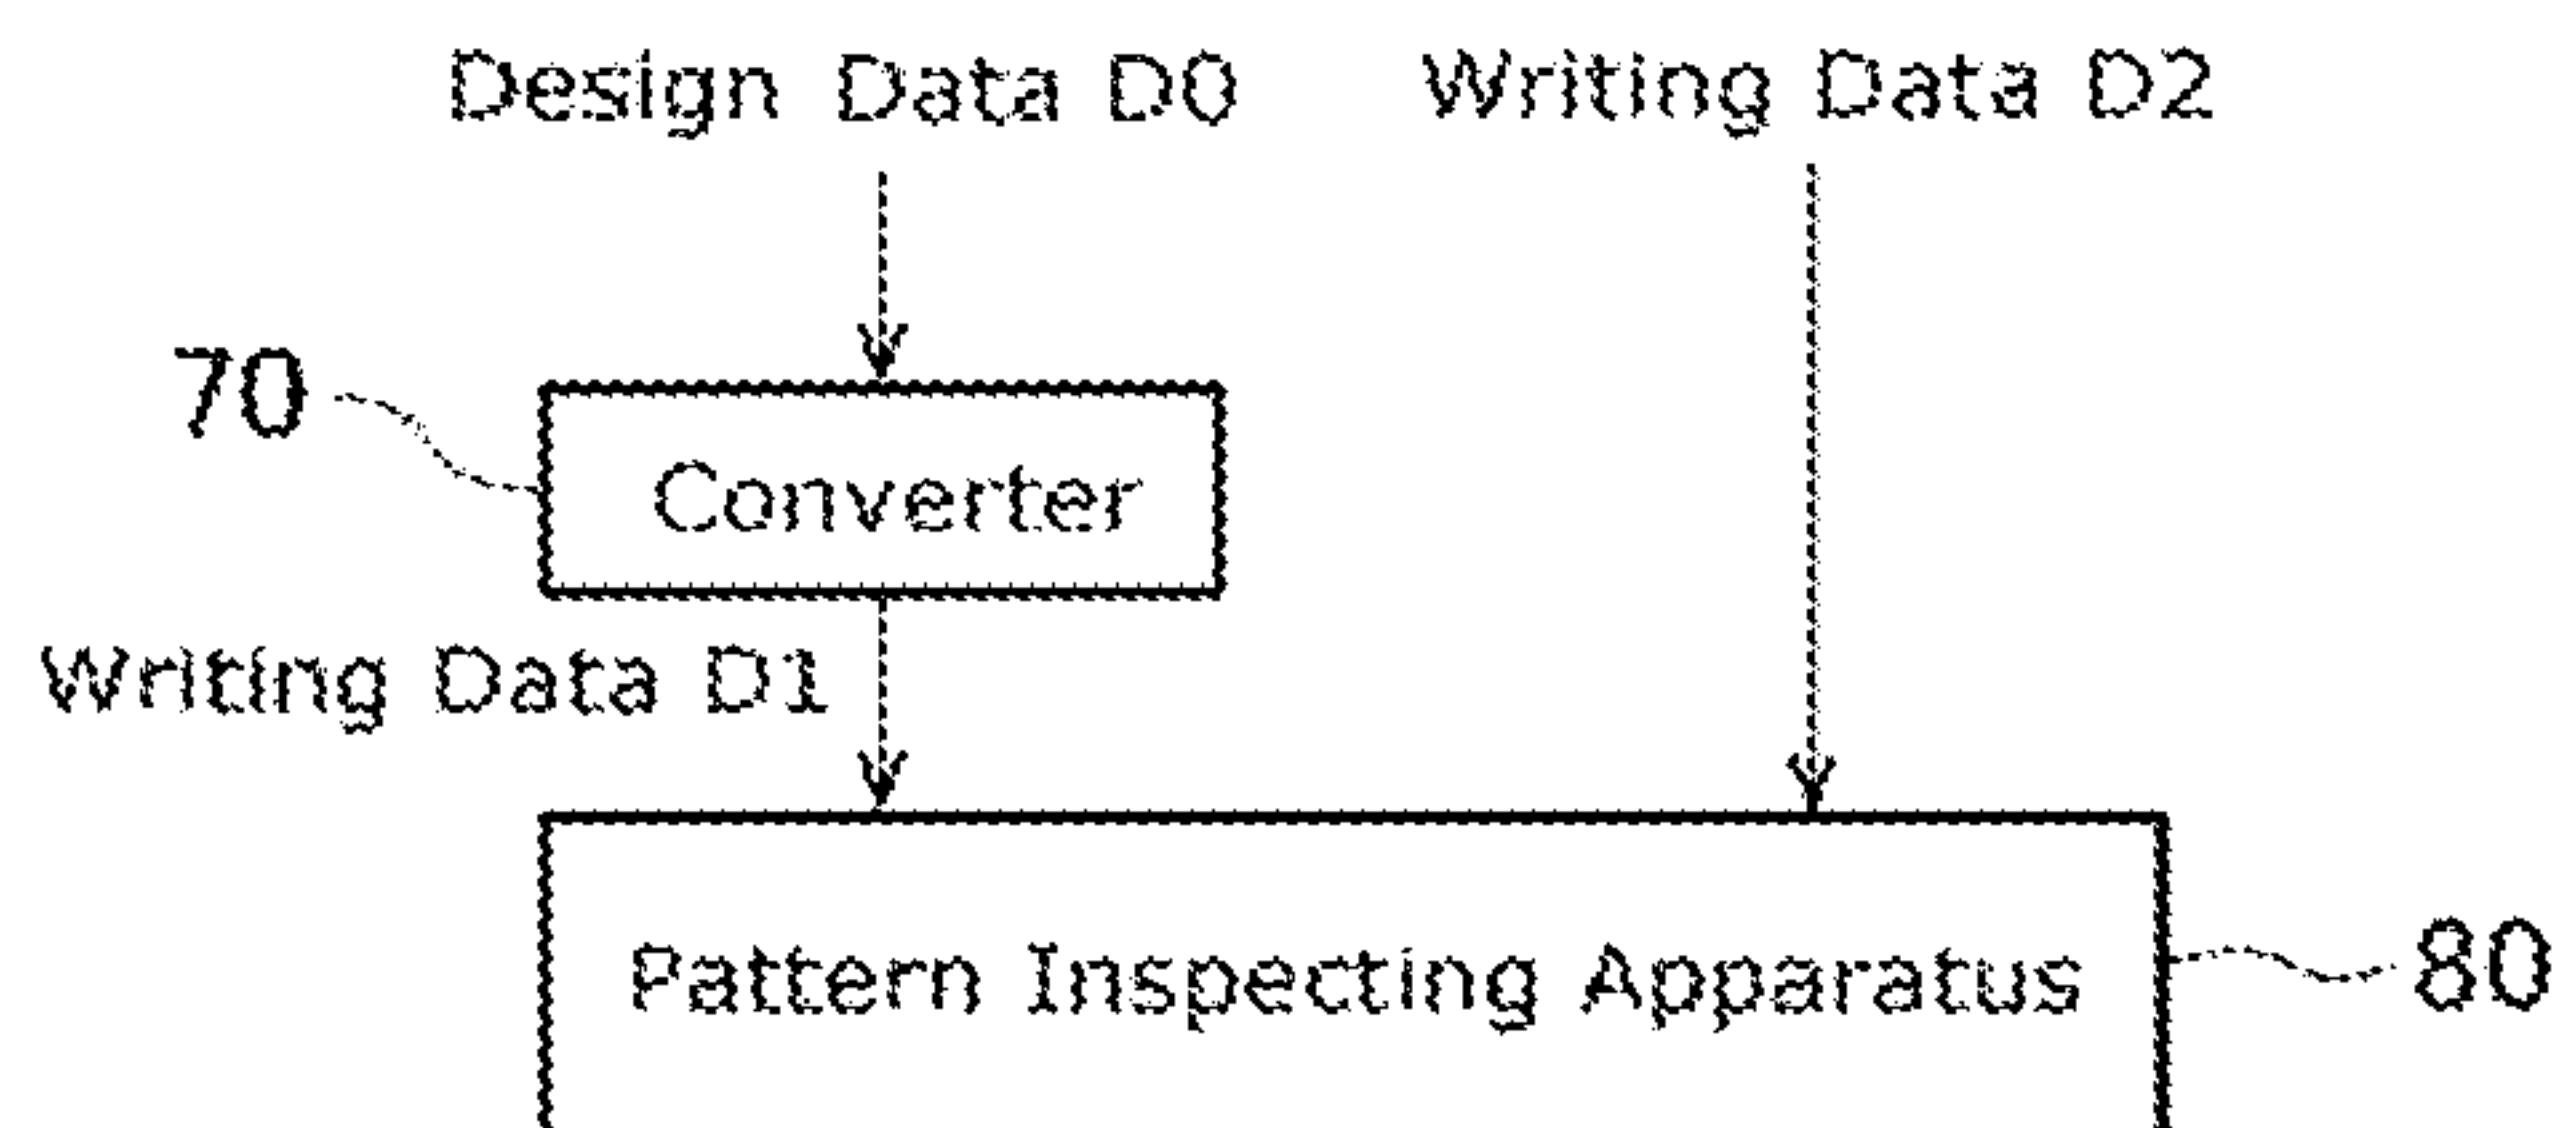 Design Data D0
Writing Data D2
70
Converter
Writing Data D1
Pattern Inspecting Apparatus
80